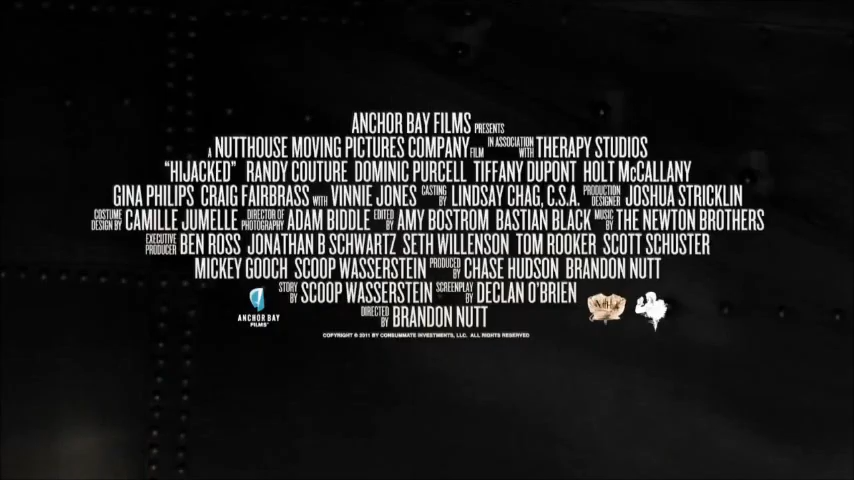 ANCHOR BAY FILMS PRESENTS
A NUTTHOUSE MOVING PICTURES COMPANY FILM IN ASSOCIATION WITH THERAPY STUDIOS
"HIJACKED" RANDY COUTURE DOMINIC PURCELL TIFFANY DUPONT HOLT McCALLANY
GINA PHILIPS CRAIG FAIRBRASS WITH VINNIE JONES CASTING BY LINDSAY CHAG, C.S.A. PRODUCTION DESIGNER JOSHUA STRICKLIN
COSTUME DESIGN BY CAMILLE JUMELLE DIRECTOR OF PHOTOGRAPHY ADAM BIDDLE EDITED BY AMY BOSTROM BASTIAN BLACK MUSIC BY THE NEWTON BROTHERS
EXECUTIVE PRODUCER BEN ROSS JONATHAN B SCHWARTZ SETH WILLENSON TOM ROOKER SCOTT SCHUSTER
MICKEY GOOCH SCOOP WASSERSTEIN PRODUCED BY CHASE HUDSON BRANDON NUTT
STORY BY SCOOP WASSERSTEIN SCREENPLAY BY DECLAN O'BRIEN
DIRECTED BY BRANDON NUTT
ANCHOR BAY
FILMS™
COPYRIGHT © 2011 BY CONSUMMATE INVESTMENTS, LLC. ALL RIGHTS RESERVED